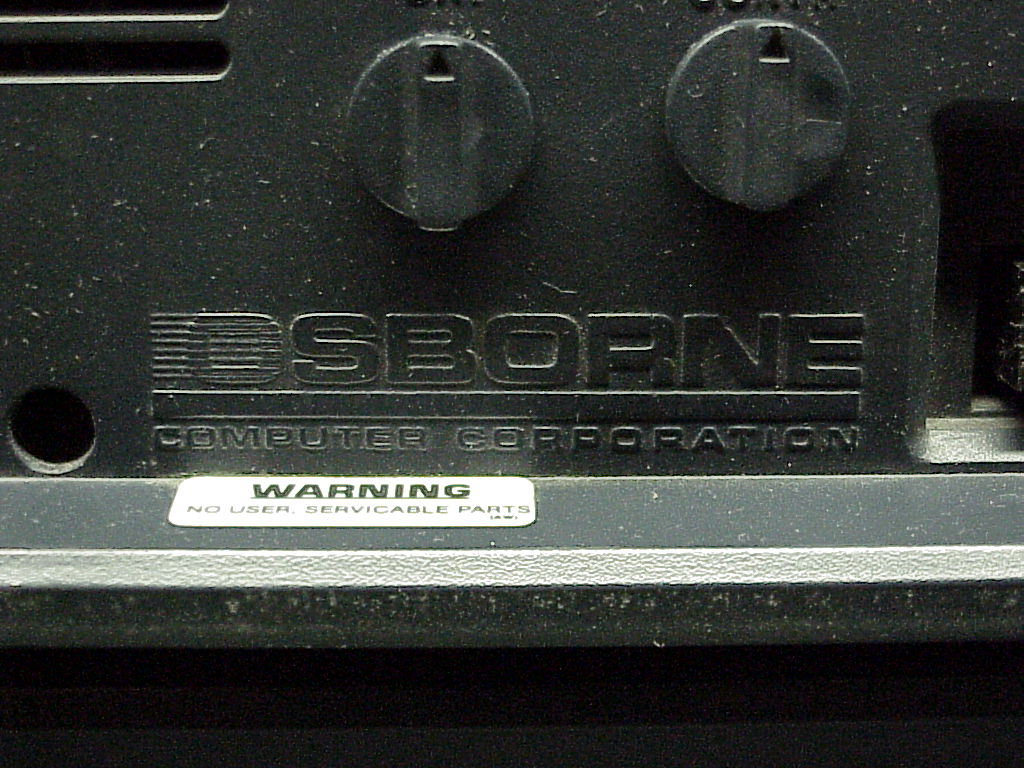 OSBORNE
COMPUTER CORPORATION
WARNING
NO USER, SERVICABLE PARTS